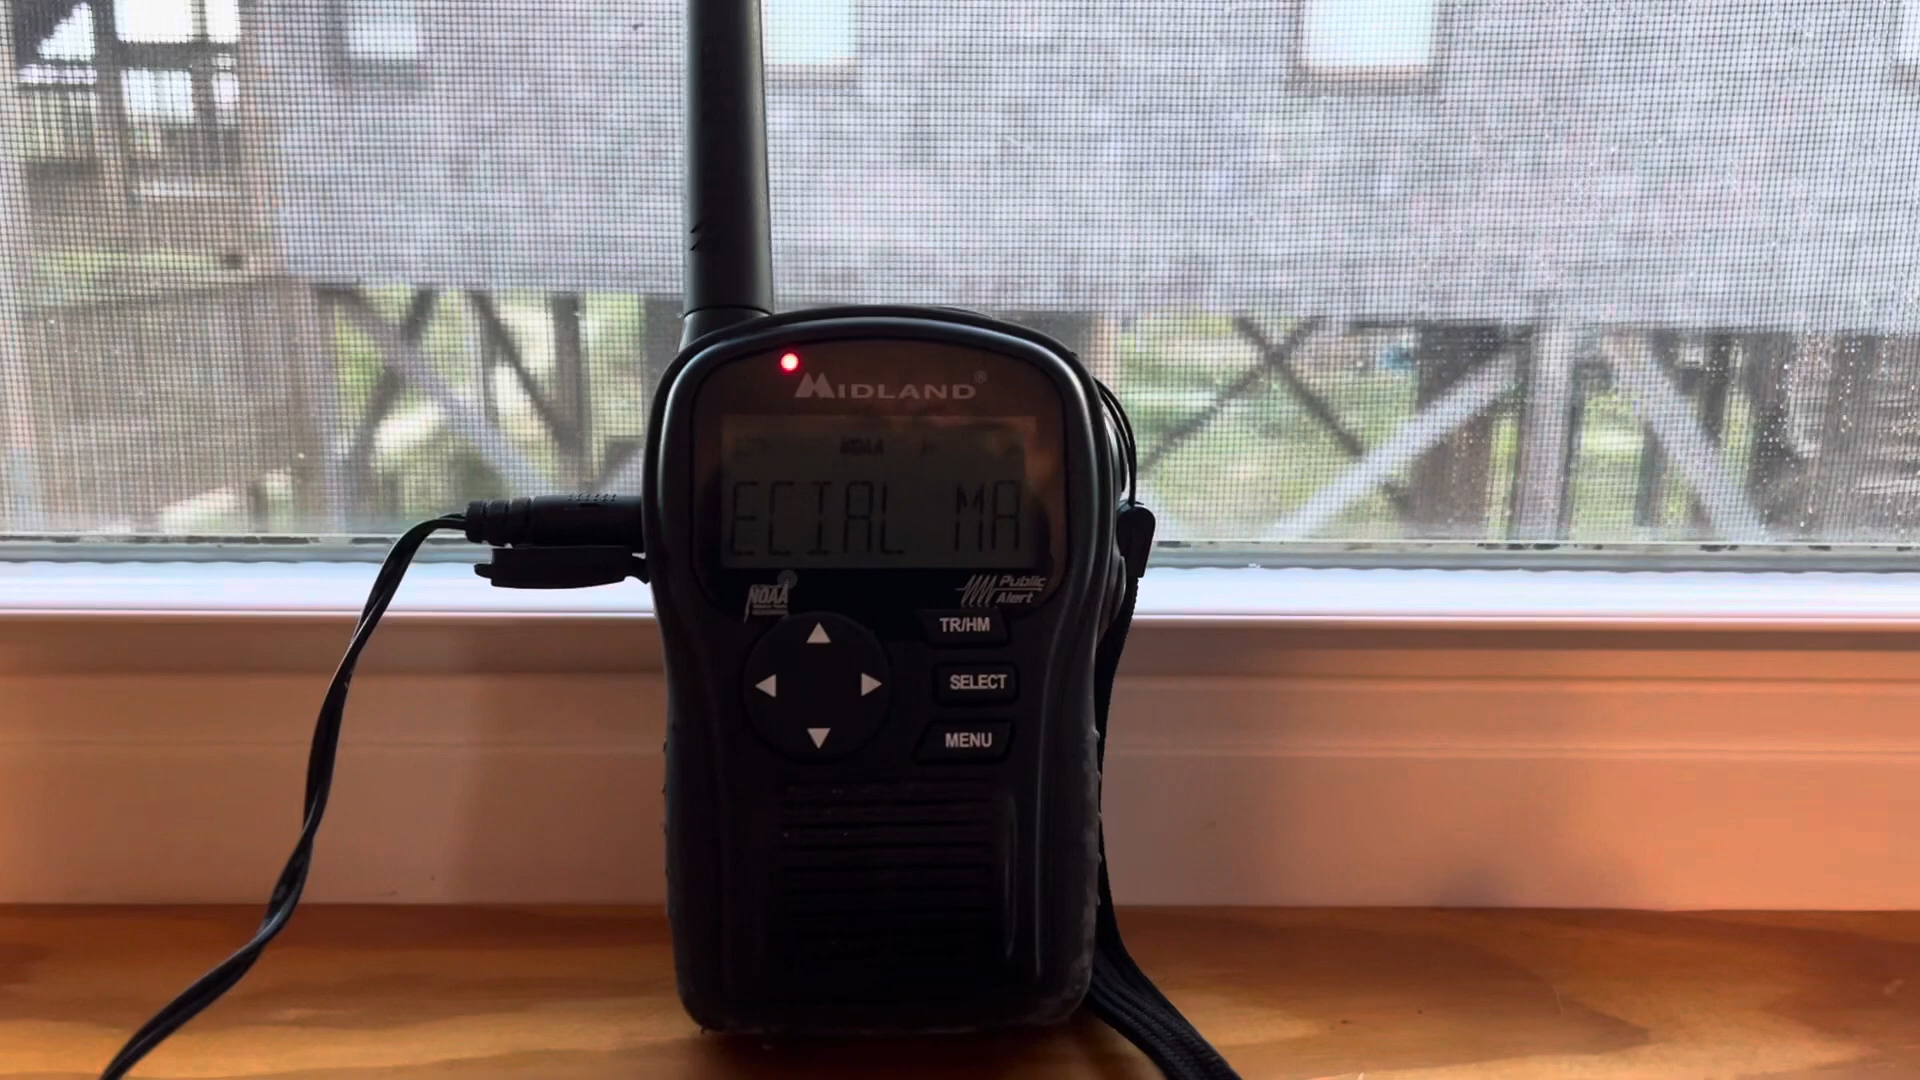 MIDLAND®
NOAA
ECIAL MA
NOAA
Public
Alert
TR/HM
SELECT
MENU